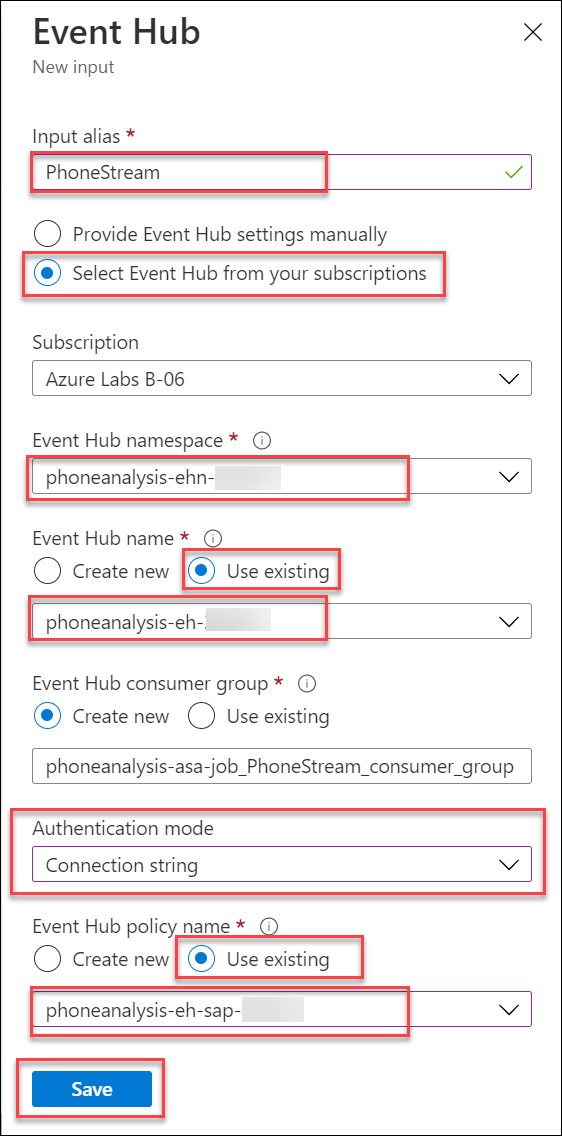 Event Hub
New input
Input alias *
PhoneStream
Provide Event Hub settings manually
Select Event Hub from your subscriptions
Subscription
Azure Labs B-06
Event Hub namespace *
phoneanalysis-ehn-
Event Hub name *
Create new Use existing
phoneanalysis-eh-
Event Hub consumer group *
Create new Use existing
phoneanalysis-asa-job_PhoneStream_consumer_group
Authentication mode
Connection string
Event Hub policy name *
Create new Use existing
phoneanalysis-eh-sap-
Save